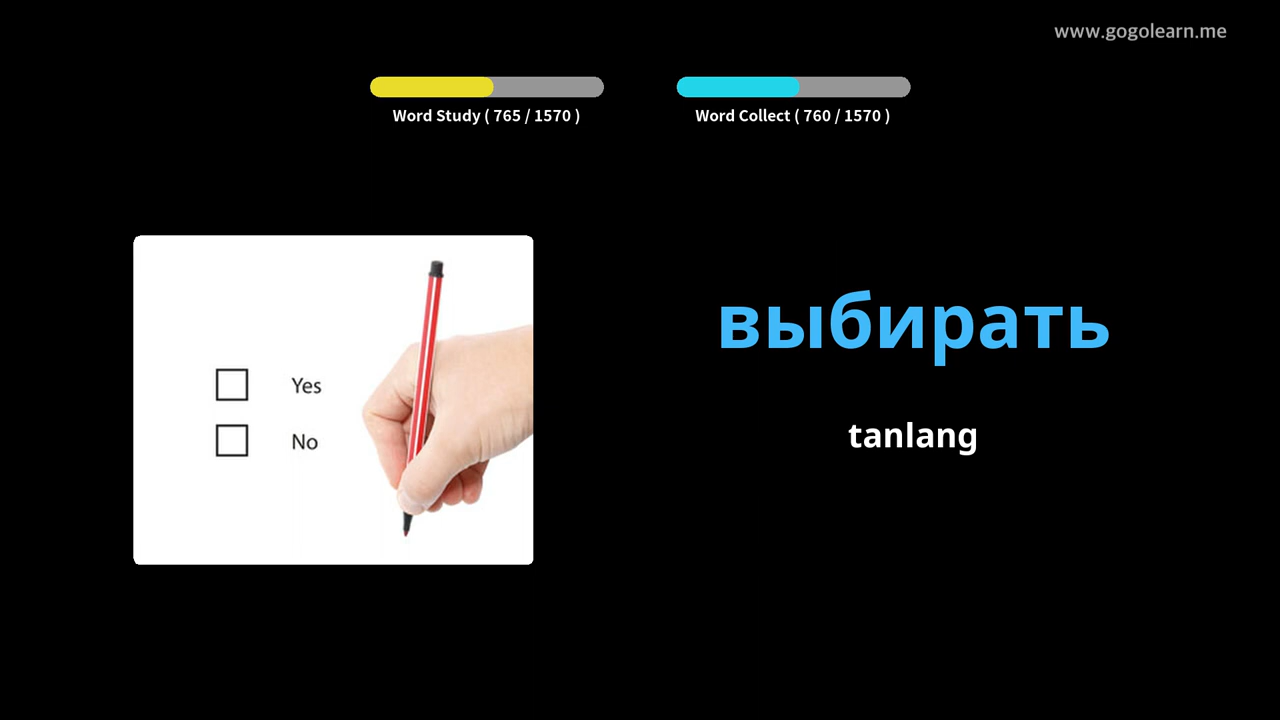 www.gogolearn.me
Word Study ( 765 / 1570 )
Word Collect ( 760 / 1570 )
Yes
No
выбирать
tanlang